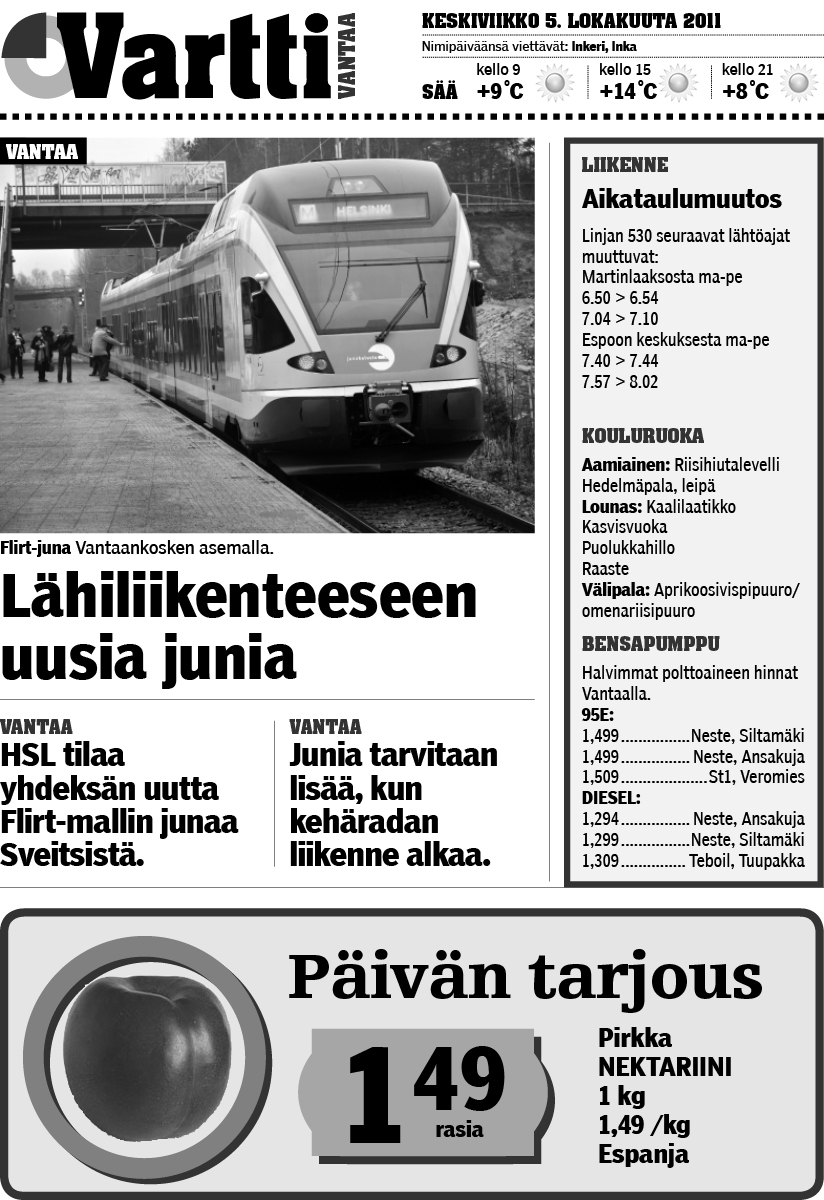 Vartti
VANTAA
KESKIVIIKKO 5. LOKAKUUTA 2011
Nimipäiväänsä viettävät: Inkeri, Inka
SÄÄ
kello 9
+9°C
kello 15
+14°C
kello 21
+8°C
VANTAA
HELSINKI
Flirt-juna Vantaankosken asemalla.
Lähiliikenteeseen
uusia junia
VANTAA
HSL tilaa
yhdeksän uutta
Flirt-mallin junaa
Sveitsistä.
VANTAA
Junia tarvitaan
lisää, kun
kehäradan
liikenne alkaa.
LIIKENNE
Aikataulumuutos
Linjan 530 seuraavat lähtöajat
muuttuvat:
Martinlaaksosta ma-pe
6.50 > 6.54
7.04 > 7.10
Espoon keskuksesta ma-pe
7.40 > 7.44
7.57 > 8.02
KOULURUOKA
Aamiainen: Riisihiutalevelli
Hedelmäpala, leipä
Lounas: Kaalilaatikko
Kasvisvuoka
Puolukkahillo
Raaste
Välipala: Aprikoosivispipuuro/
omenariisipuuro
BENSAPUMPPU
Halvimmat polttoaineen hinnat
Vantaalla.
95E:
1,499................Neste, Siltamäki
1,499................ Neste, Ansakuja
1,509....................St1, Veromies
DIESEL:
1,294................ Neste, Ansakuja
1,299................Neste, Siltamäki
1,309............... Teboil, Tuupakka
Päivän tarjous
1 49
rasia
Pirkka
NEKTARIINI
1 kg
1,49 /kg
Espanja